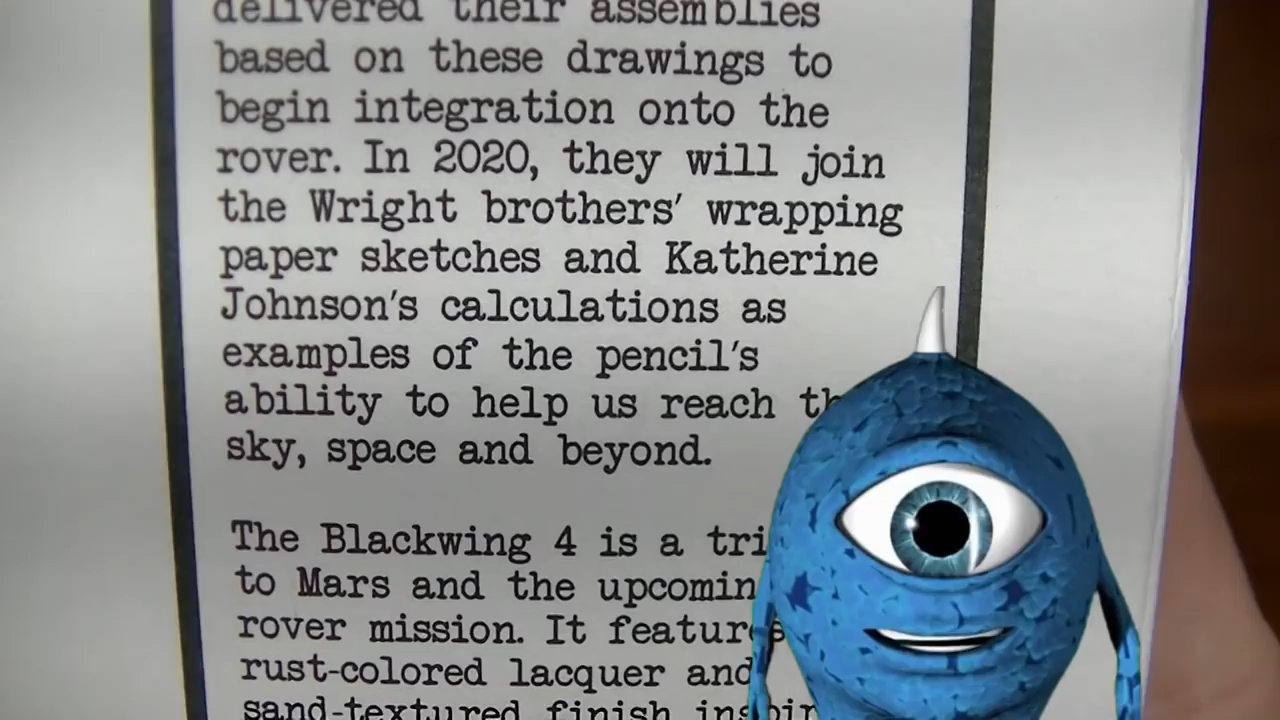 delivered their assemblies
based on these drawings to
begin integration onto the
rover. In 2020, they will join
the Wright brothers' wrapping
paper sketches and Katherine
Johnson's calculations as
examples of the pencil's
ability to help us reach
sky, space and beyond.
The Blackwing 4 is a
to Mars and the
rover mission. It
rust-colored lacquer and
sand-textured finish